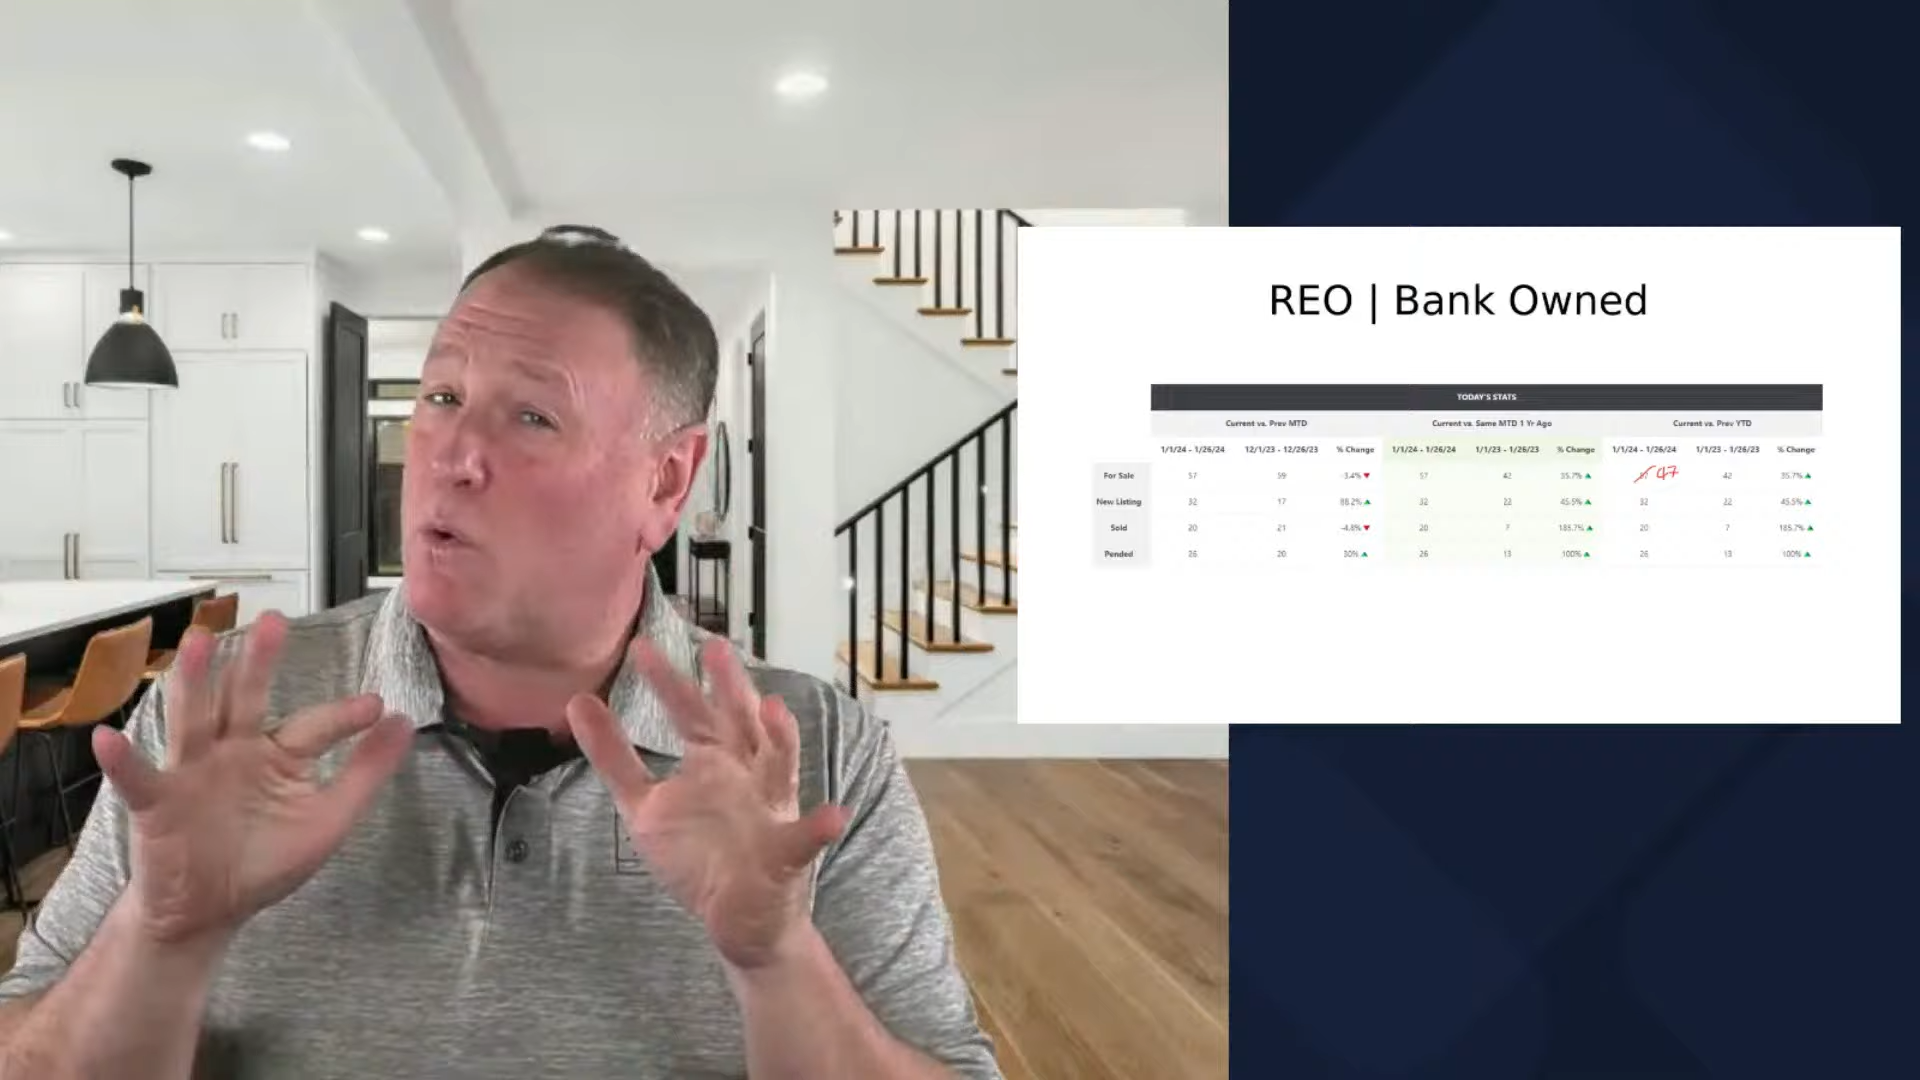 REO | Bank Owned
TODAY'S STATS
Current vs. Prev MTD Current vs. Same MTD 1 Yr Ago Current vs. Prev YTD
1/1/24 - 1/26/24 12/1/23 - 12/26/23 % Change 1/1/24 - 1/26/24 1/1/23 - 1/26/23 % Change 1/1/24 - 1/26/24 1/1/23 - 1/26/23 % Change
For Sale 57 59 -3.4% 57 42 35.7% 47 42 35.7%
New Listing 32 17 88.2% 32 22 45.5% 32 22 45.5%
Sold 20 21 -4.8% 20 7 185.7% 20 7 185.7%
Pended 26 20 30% 26 13 100% 26 13 100%